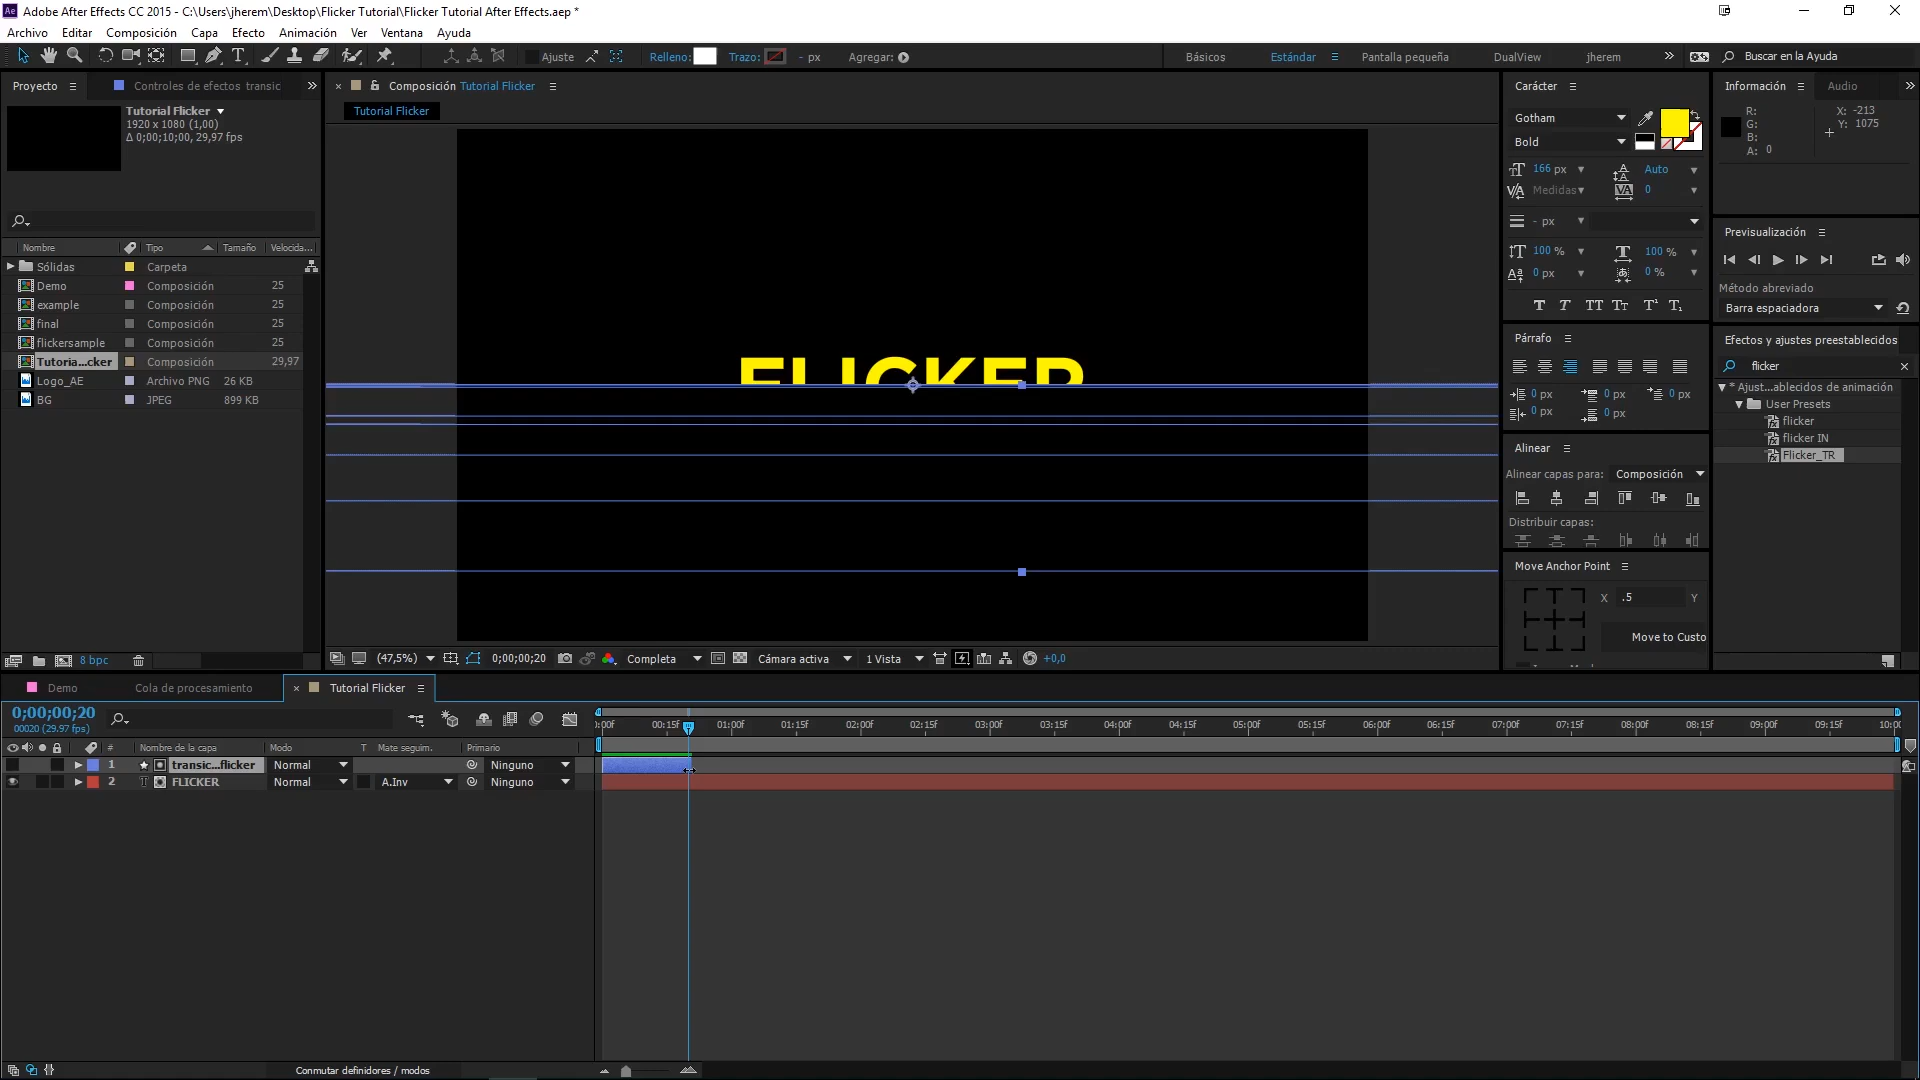 Adobe After Effects CC 2015 - C:\Users\jherem\Desktop\Flicker Tutorial\Flicker Tutorial After Effects.aep *
Archivo Editar Composición Capa Efecto Animación Ver Ventana Ayuda
Ajuste Relleno: Trazo: - px Agregar: Básicos Estándar Pantalla pequeña DualView jherem Buscar en la Ayuda
Proyecto Controles de efectos transic
Tutorial Flicker
1920 x 1080 (1,00)
Δ 0;00;10;00, 29,97 fps
Nombre Tipo Tamaño Velocida...
Sólidas Carpeta
Demo Composición 25
example Composición 25
final Composición 25
flickersample Composición 25
Tutoria...cker Composición 29,97
Logo_AE Archivo PNG 26 KB
BG JPEG 899 KB
8 bpc
Composición Tutorial Flicker
Tutorial Flicker
FLICKER
(47,5%) 0;00;00;20 Completa Cámara activa 1 Vista +0,0
Carácter
Gotham
Bold
166 px Auto
Medidas 0
- px
100 % 100 %
0 px 0 %
T T TT Tт T¹ T₁
Párrafo
0 px 0 px 0 px
0 px 0 px
Alinear
Alinear capas para: Composición
Distribuir capas:
Move Anchor Point
X .5 Y
Move to Custo
Información Audio
R:
G:
B:
A: 0
X: -213
Y: 1075
Previsualización
Método abreviado
Barra espaciadora
Efectos y ajustes preestablecidos
flicker
* Ajust...ablecidos de animación
User Presets
flicker
flicker IN
Flicker_TR
Demo Cola de procesamiento Tutorial Flicker
0;00;00;20
00020 (29.97 fps)
:00f 00:15f 01:00f 01:15f 02:00f 02:15f 03:00f 03:15f 04:00f 04:15f 05:00f 05:15f 06:00f 06:15f 07:00f 07:15f 08:00f 08:15f 09:00f 09:15f 10:00
# Nombre de la capa Modo T Mate seguim. Primario
1 transic...flicker Normal Ninguno
2 T FLICKER Normal A.Inv Ninguno
Conmutar definidores / modos